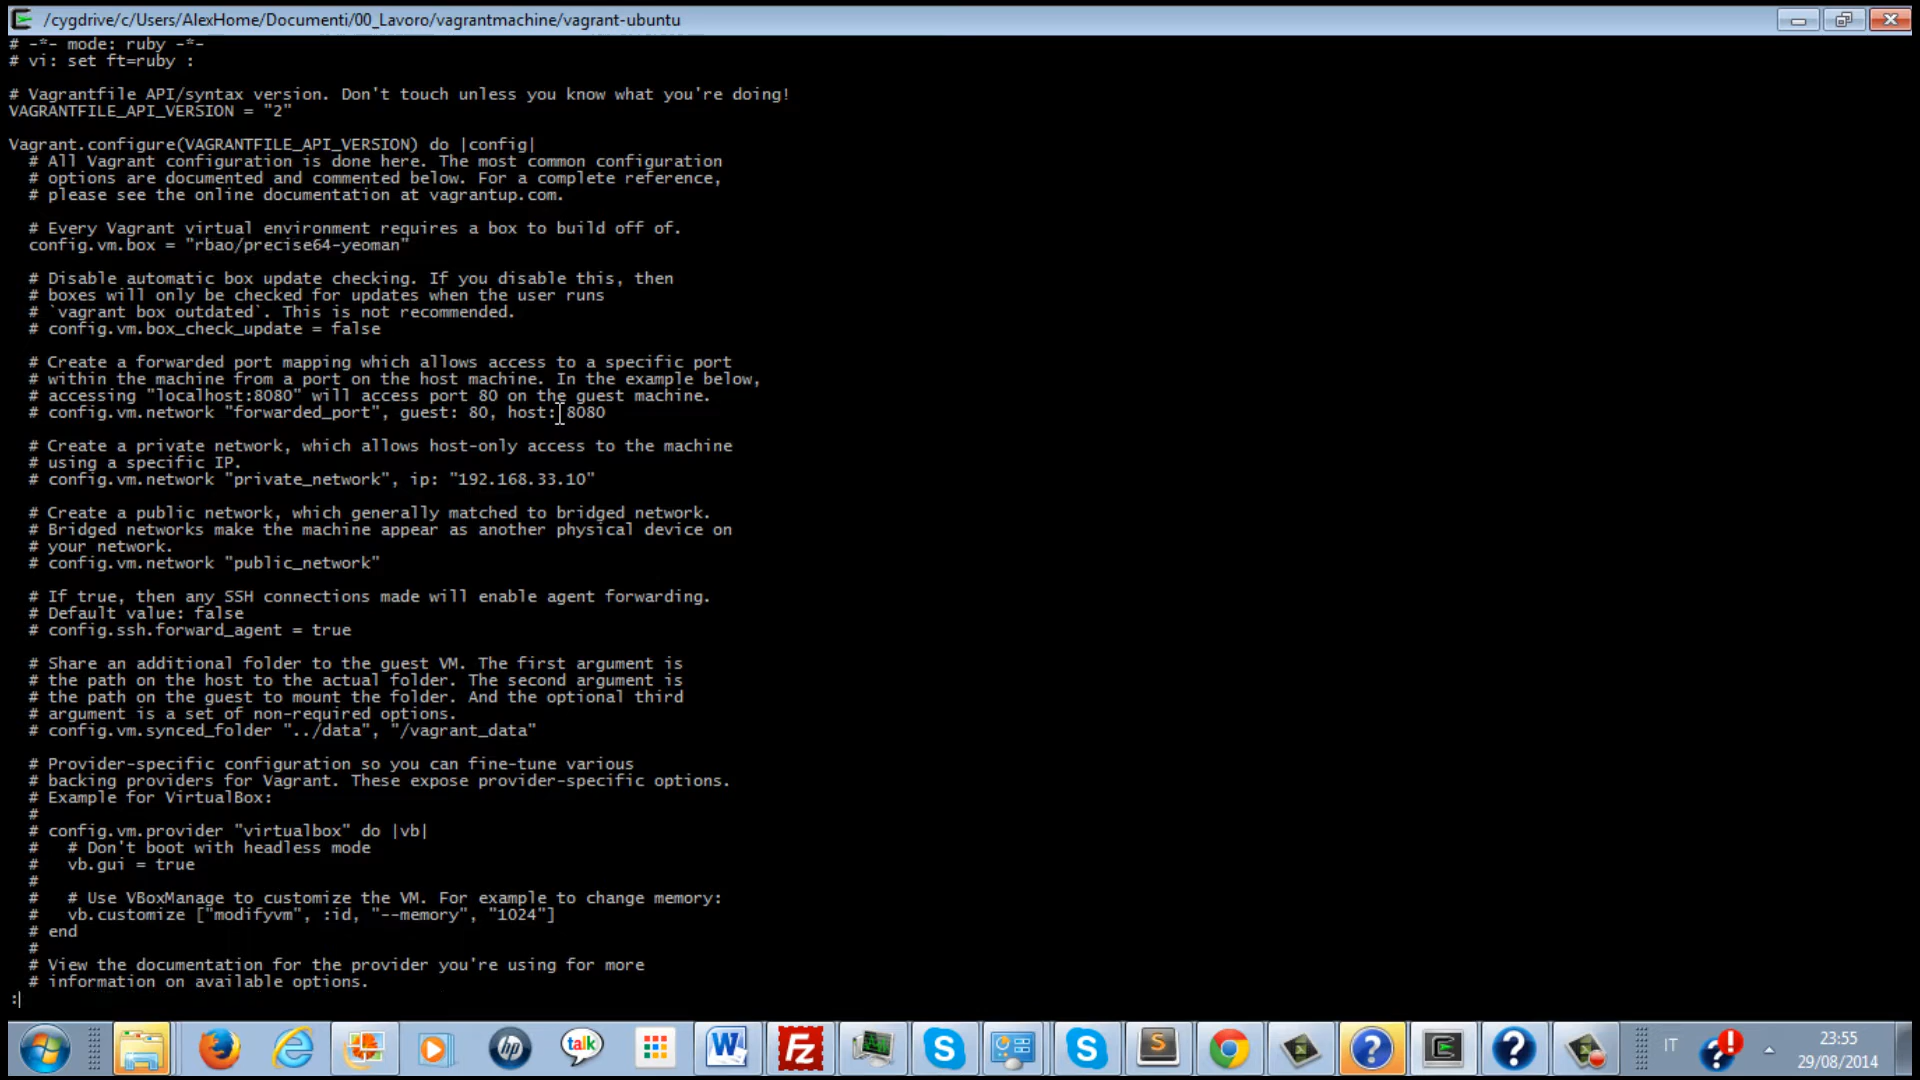 /cygdrive/c/Users/AlexHome/Documenti/00_Lavoro/vagrantmachine/vagrant-ubuntu
# -*- mode: ruby -*-
# vi: set ft=ruby :
# Vagrantfile API/syntax version. Don't touch unless you know what you're doing!
VAGRANTFILE_API_VERSION = "2"
Vagrant.configure(VAGRANTFILE_API_VERSION) do |config|
  # All Vagrant configuration is done here. The most common configuration
  # options are documented and commented below. For a complete reference,
  # please see the online documentation at vagrantup.com.
  # Every Vagrant virtual environment requires a box to build off of.
  config.vm.box = "rbao/precise64-yeoman"
  # Disable automatic box update checking. If you disable this, then
  # boxes will only be checked for updates when the user runs
  # `vagrant box outdated`. This is not recommended.
  # config.vm.box_check_update = false
  # Create a forwarded port mapping which allows access to a specific port
  # within the machine from a port on the host machine. In the example below,
  # accessing "localhost:8080" will access port 80 on the guest machine.
  # config.vm.network "forwarded_port", guest: 80, host: 8080
  # Create a private network, which allows host-only access to the machine
  # using a specific IP.
  # config.vm.network "private_network", ip: "192.168.33.10"
  # Create a public network, which generally matched to bridged network.
  # Bridged networks make the machine appear as another physical device on
  # your network.
  # config.vm.network "public_network"
  # If true, then any SSH connections made will enable agent forwarding.
  # Default value: false
  # config.ssh.forward_agent = true
  # Share an additional folder to the guest VM. The first argument is
  # the path on the host to the actual folder. The second argument is
  # the path on the guest to mount the folder. And the optional third
  # argument is a set of non-required options.
  # config.vm.synced_folder "../data", "/vagrant_data"
  # Provider-specific configuration so you can fine-tune various
  # backing providers for Vagrant. These expose provider-specific options.
  # Example for VirtualBox:
  #
  # config.vm.provider "virtualbox" do |vb|
  #   # Don't boot with headless mode
  #   vb.gui = true
  #
  #   # Use VBoxManage to customize the VM. For example to change memory:
  #   vb.customize ["modifyvm", :id, "--memory", "1024"]
  # end
  #
  # View the documentation for the provider you're using for more
  # information on available options.
:
hp
talk
W
Fz
S
S
S
?
?
IT
?!
23:55
29/08/2014